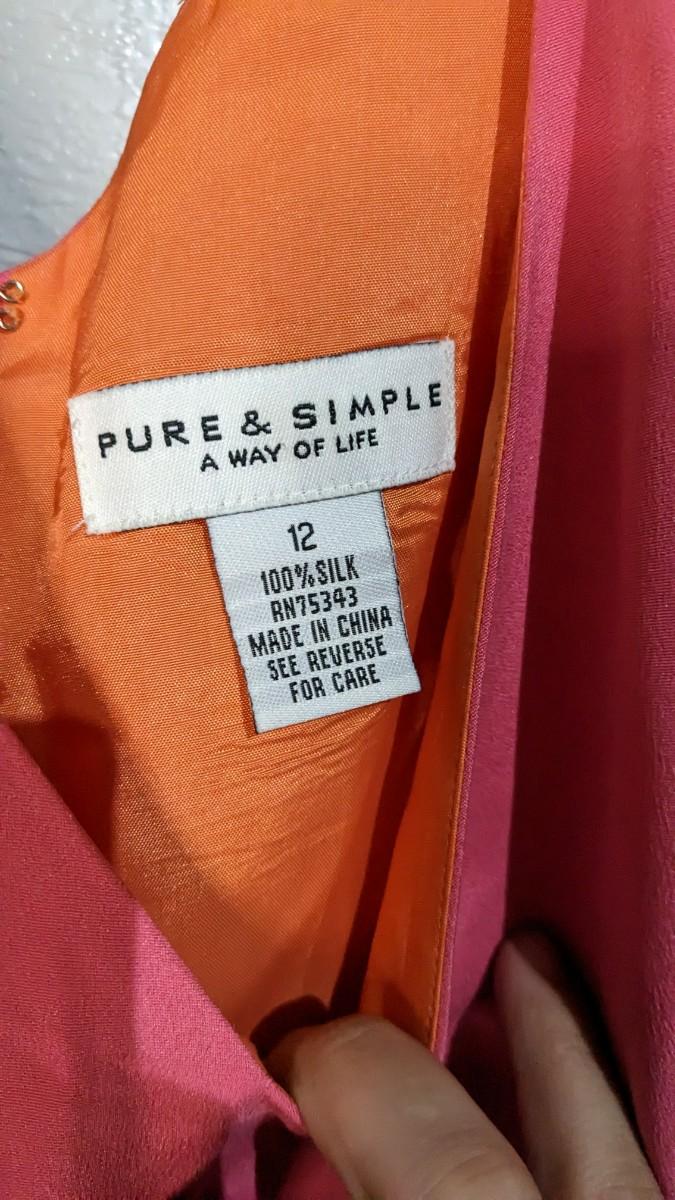 PURE & SIMPLE
A WAY OF LIFE
12
100%SILK
RN75343
MADE IN CHINA
SEE REVERSE
FOR CARE